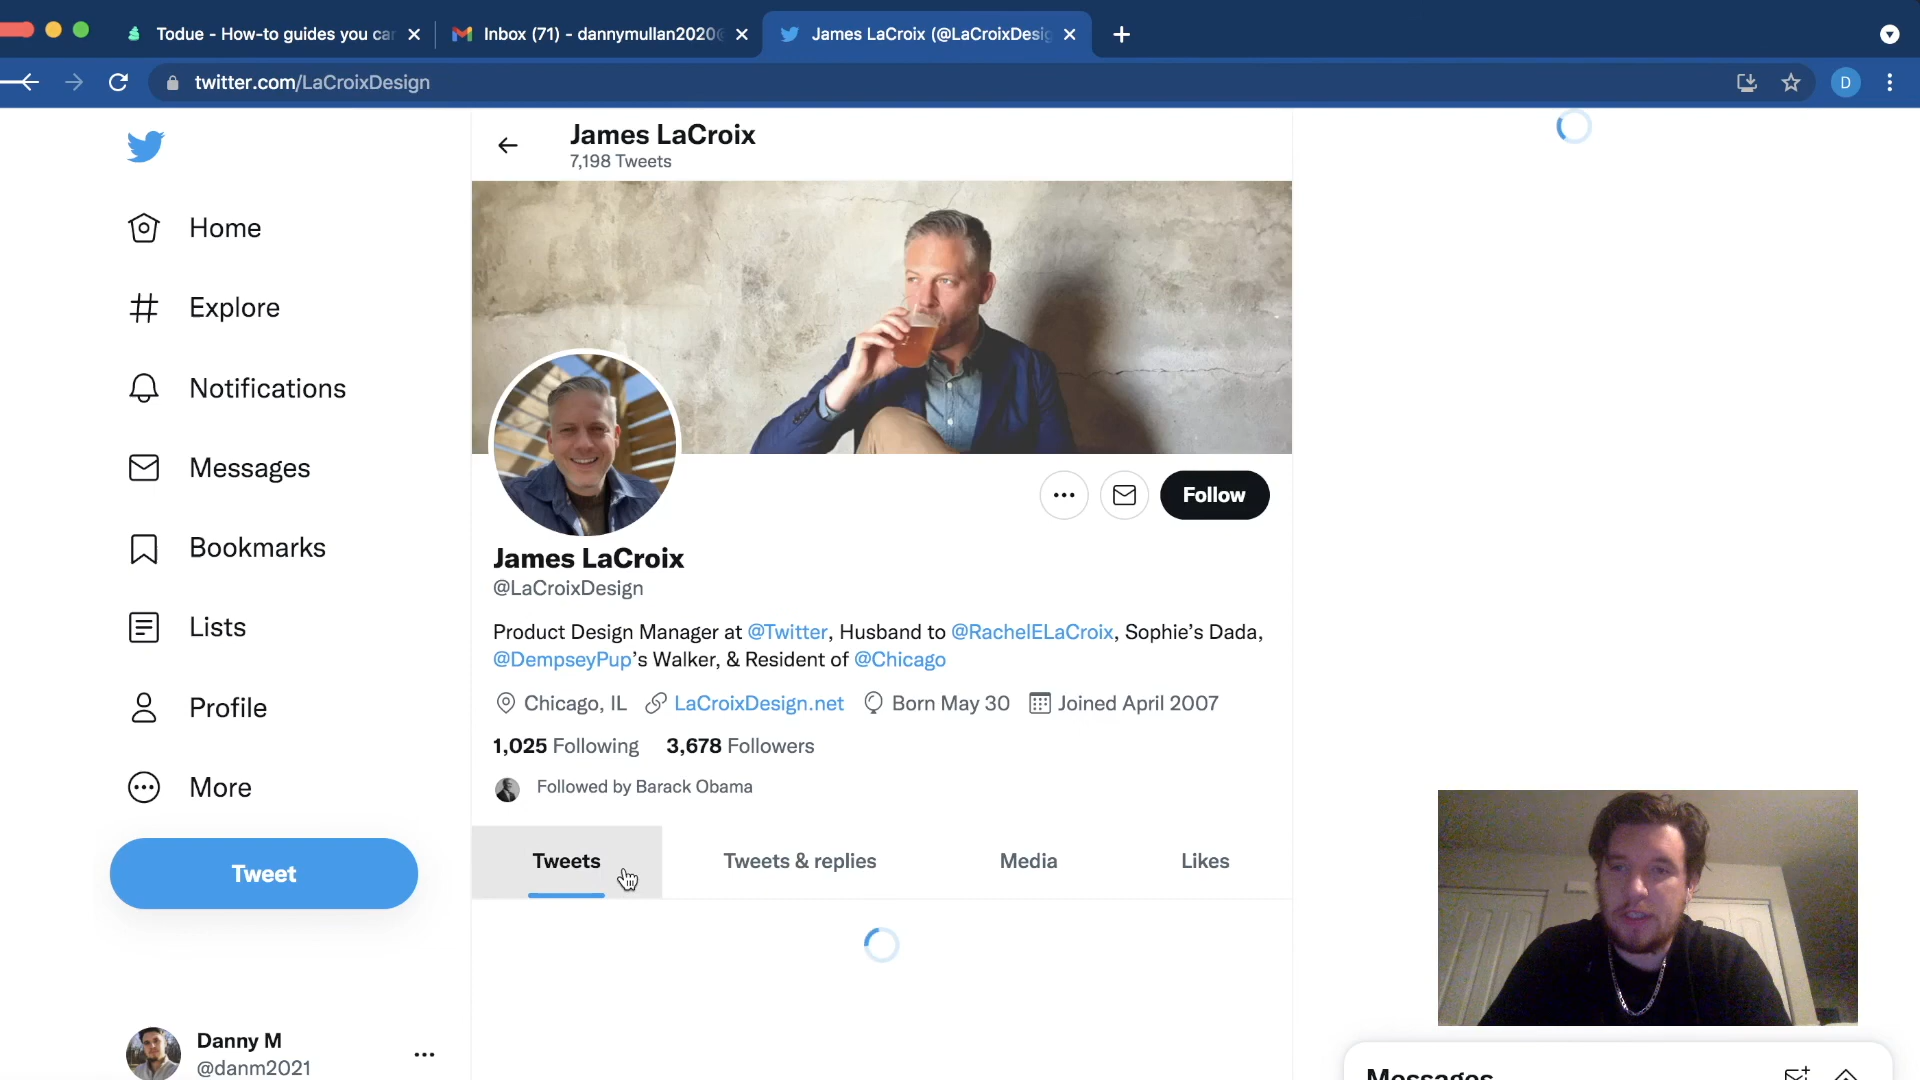 Todue - How-to guides you car
Inbox (71) - dannymullan2020@
James LaCroix (@LaCroixDesig
twitter.com/LaCroixDesign
D
James LaCroix
7,198 Tweets
Home
Explore
Notifications
Messages
Bookmarks
Lists
Profile
More
Tweet
Danny M
@danm2021
Follow
James LaCroix
@LaCroixDesign
Product Design Manager at @Twitter, Husband to @RachelELaCroix, Sophie's Dada,
@DempseyPup's Walker, & Resident of @Chicago
Chicago, IL LaCroixDesign.net Born May 30 Joined April 2007
1,025 Following 3,678 Followers
Followed by Barack Obama
Tweets Tweets & replies Media Likes
Messages